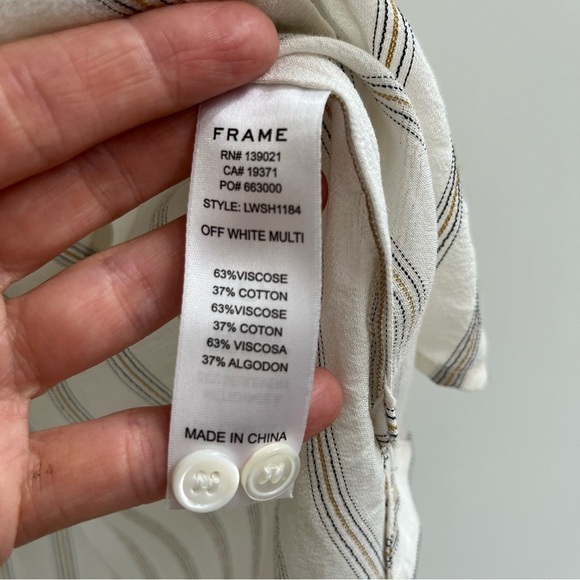 FRAME
RN# 139021
CA# 19371
PO# 663000
STYLE: LWSH1184
OFF WHITE MULTI
63%VISCOSE
37% COTTON
63%VISCOSE
37% COTON
63% VISCOSA
37% ALGODON
MADE IN CHINA